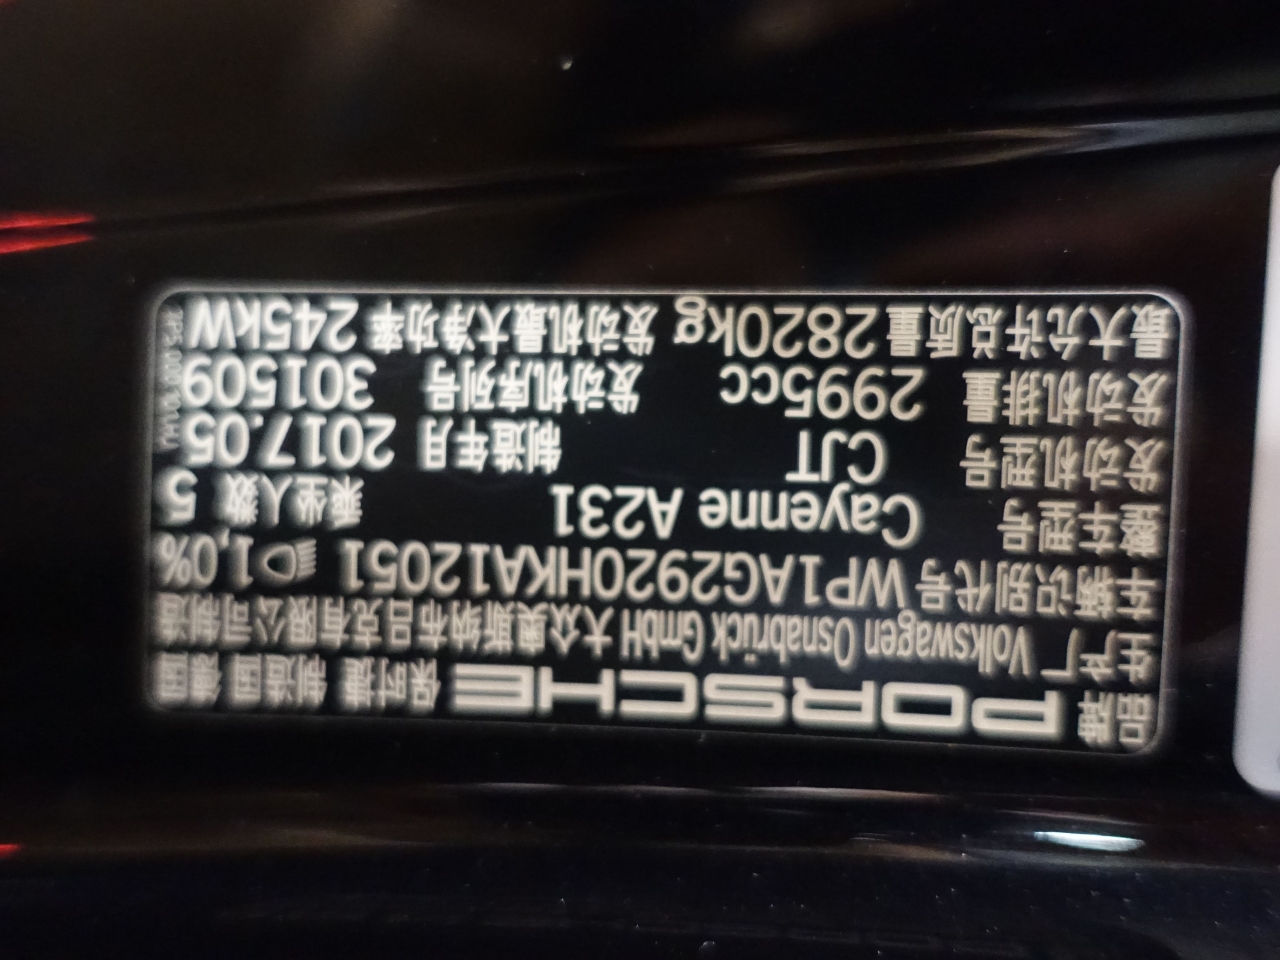 品牌 PORSCHE 保时捷 制造国 德国
生产厂 Volkswagen Osnabrück GmbH 大众奥斯纳布吕克有限公司制造
车辆识别代号 WP1AG2920HKA12051 1,0%
整车型号 Cayenne A231 乘坐人数 5
发动机型号 CJT 制造年月 2017.05
发动机排量 2995cc 发动机序列号 301509
最大允许总质量 2820kg 发动机最大净功率 245kW